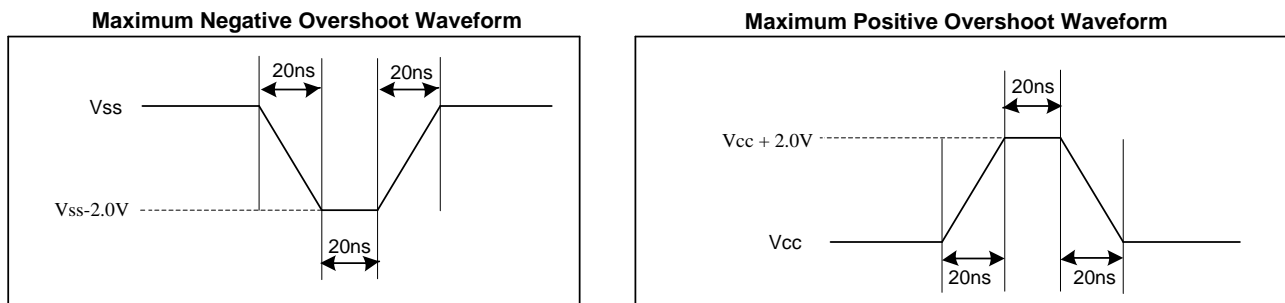 Maximum Negative Overshoot Waveform
20ns
20ns
Vss
Vss-2.0V
20ns
Maximum Positive Overshoot Waveform
20ns
Vcc + 2.0V
Vcc
20ns
20ns